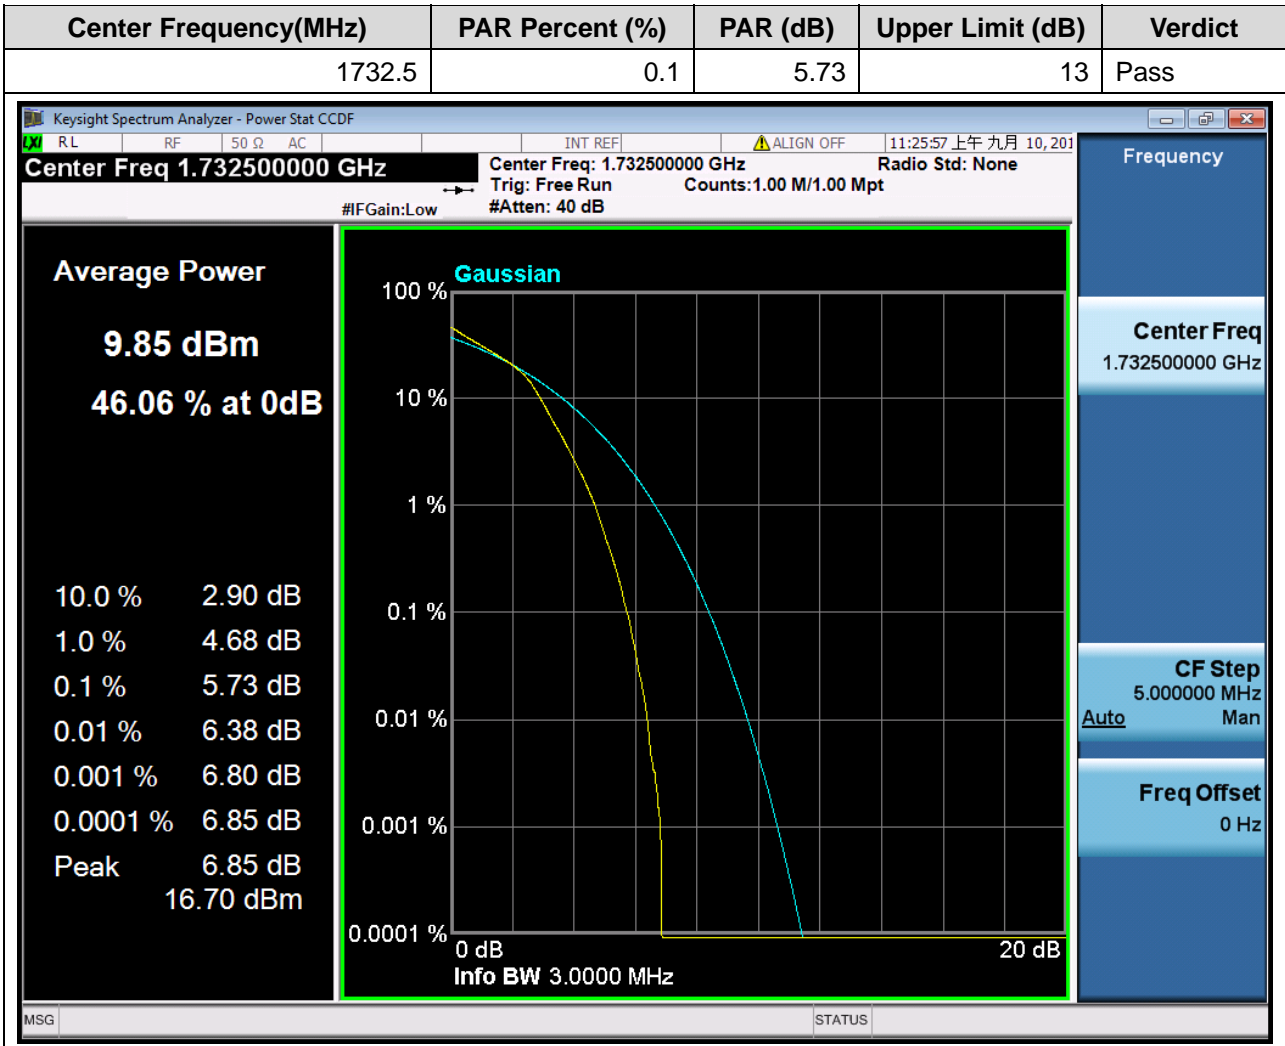 Center Frequency(MHz) PAR Percent (%) PAR (dB) Upper Limit (dB) Verdict
1732.5 0.1 5.73 13 Pass
Keysight Spectrum Analyzer - Power Stat CCDF
LXI RL RF 50 Ω AC INT REF ALIGN OFF 11:25:57 上午 九月 10, 201
Center Freq 1.732500000 GHz
Center Freq: 1.732500000 GHz Radio Std: None
Trig: Free Run Counts:1.00 M/1.00 Mpt
#IFGain:Low #Atten: 40 dB
Average Power
9.85 dBm
46.06 % at 0dB
10.0 % 2.90 dB
1.0 % 4.68 dB
0.1 % 5.73 dB
0.01 % 6.38 dB
0.001 % 6.80 dB
0.0001 % 6.85 dB
Peak 6.85 dB
16.70 dBm
Gaussian
100 %
10 %
1 %
0.1 %
0.01 %
0.001 %
0.0001 %
0 dB 20 dB
Info BW 3.0000 MHz
Frequency
Center Freq
1.732500000 GHz
CF Step
5.000000 MHz
Auto Man
Freq Offset
0 Hz
MSG STATUS